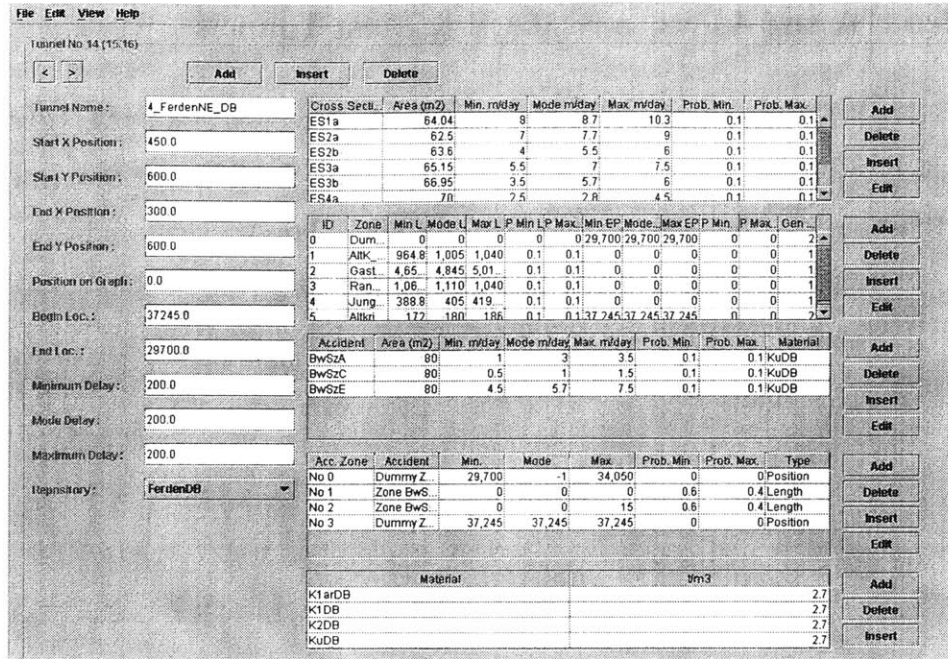 File Edit View Help
Tunnel No 14 (15:16)
< > Add Insert Delete
Tunnel Name : 4_FerdenNE_DB
Start X Position : 450.0
Start Y Position : 600.0
End X Position : 300.0
End Y Position : 600.0
Position on Graph : 0.0
Begin Loc. : 37245.0
End Loc. : 29700.0
Minimum Delay : 200.0
Mode Delay : 200.0
Maximum Delay : 200.0
Repository : FerdenDB
Cross Secti... Area (m2) Min. m/day Mode m/day Max. m/day Prob. Min. Prob. Max.
ES1a 64.04 8 8.7 10.3 0.1 0.1
ES2a 62.5 7 7.7 9 0.1 0.1
ES2b 63.6 4 5.5 6 0.1 0.1
ES3a 65.15 5.5 7 7.5 0.1 0.1
ES3b 66.95 3.5 5.7 6 0.1 0.1
ES4a 70 2.5 2.8 4.5 0.1 0.1
Add
Delete
Insert
Edit
ID Zone Min L Mode L Max L P Min L P Max... Min EP Mode... Max EP P Min. P Max... Gen ...
0 Dum... 0 0 0 0 0 29,700 29,700 29,700 0 0 2
1 AltK_... 964.8 1,005 1,040 0.1 0.1 0 0 0 0 0 1
2 Gast... 4,65... 4,845 5,01... 0.1 0.1 0 0 0 0 0 1
3 Ran... 1,06... 1,110 1,040 0.1 0.1 0 0 0 0 0 1
4 Jung... 388.8 405 419... 0.1 0.1 0 0 0 0 0 1
5 Altkri 172 180 186 0.1 0.1 37,245 37,245 37,245 0 0 2
Add
Delete
Insert
Edit
Accident Area (m2) Min. m/day Mode m/day Max. m/day Prob. Min. Prob. Max. Material
BwSzA 80 1 3 3.5 0.1 0.1 KuDB
BwSzC 80 0.5 1 1.5 0.1 0.1 KuDB
BwSzE 80 4.5 5.7 7.5 0.1 0.1 KuDB
Add
Delete
Insert
Edit
Acc. Zone Accident Min. Mode Max. Prob. Min Prob. Max. Type
No 0 Dummy Z... 29,700 -1 34,050 0 0 Position
No 1 Zone BwS... 0 0 0 0.6 0.4 Length
No 2 Zone BwS... 0 0 15 0.6 0.4 Length
No 3 Dummy Z... 37,245 37,245 37,245 0 0 Position
Add
Delete
Insert
Edit
Material t/m3
K1arDB 2.7
K1DB 2.7
K2DB 2.7
KuDB 2.7
Add
Delete
Insert